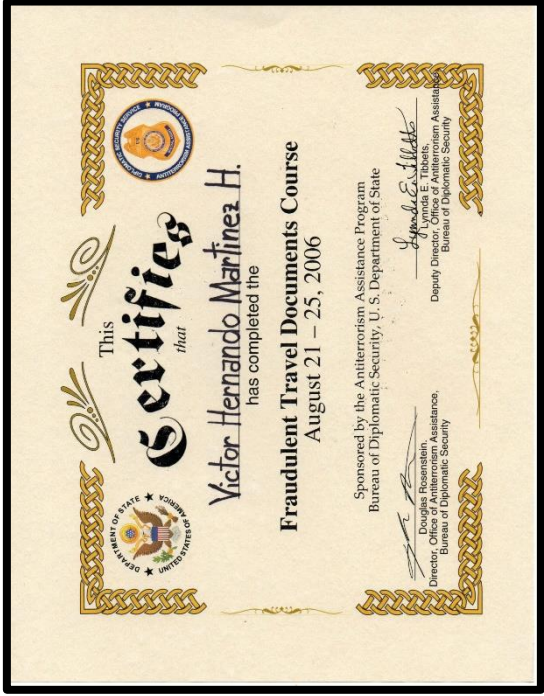 DEPARTMENT OF STATE
UNITED STATES OF AMERICA
DIPLOMATIC SECURITY SERVICE
ANTITERRORISM ASSISTANCE PROGRAM
This
Certifies
that
Victor Hernando Martinez H.
has completed the
Fraudulent Travel Documents Course
August 21 – 25, 2006
Sponsored by the Antiterrorism Assistance Program
Bureau of Diplomatic Security, U. S. Department of State
Douglas Rosenstein,
Director, Office of Antiterrorism Assistance,
Bureau of Diplomatic Security
Lynnda E. Tibbets
Lynnda E. Tibbets,
Deputy Director, Office of Antiterrorism Assistance
Bureau of Diplomatic Security